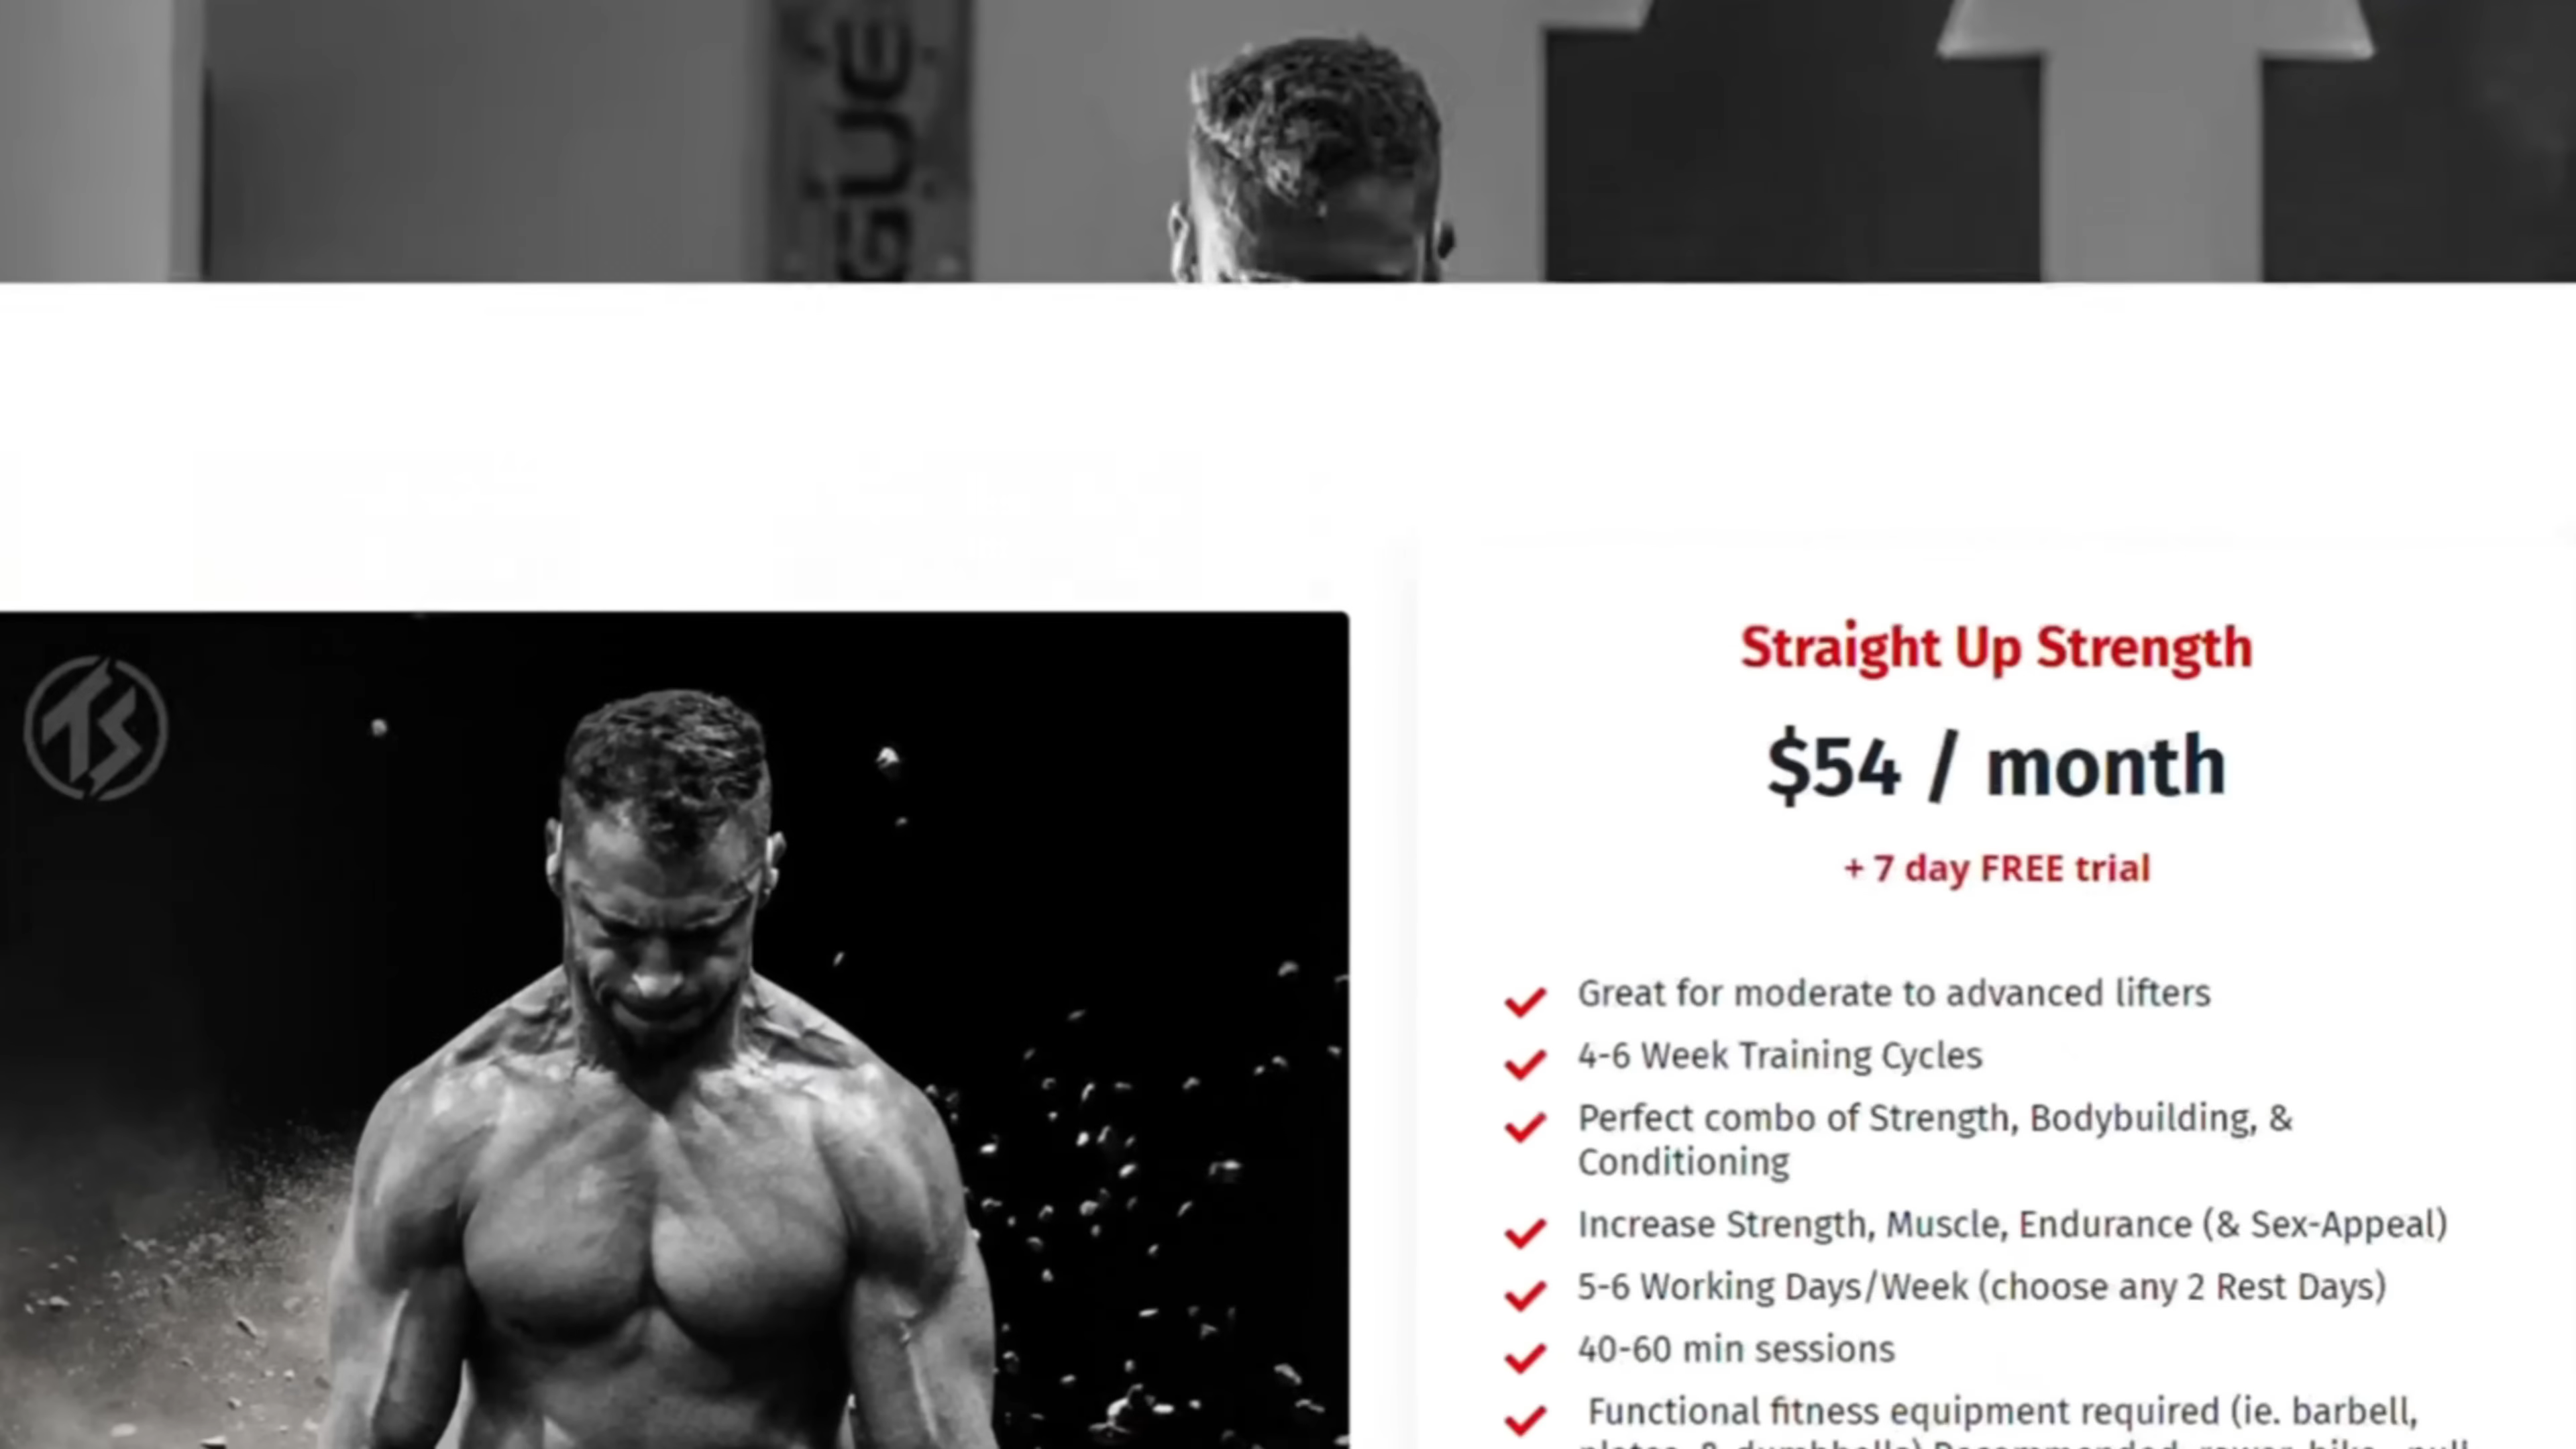 GUE
TS
Straight Up Strength
$54 / month
+ 7 day FREE trial
Great for moderate to advanced lifters
4-6 Week Training Cycles
Perfect combo of Strength, Bodybuilding, &
Conditioning
Increase Strength, Muscle, Endurance (& Sex-Appeal)
5-6 Working Days/Week (choose any 2 Rest Days)
40-60 min sessions
Functional fitness equipment required (ie. barbell,